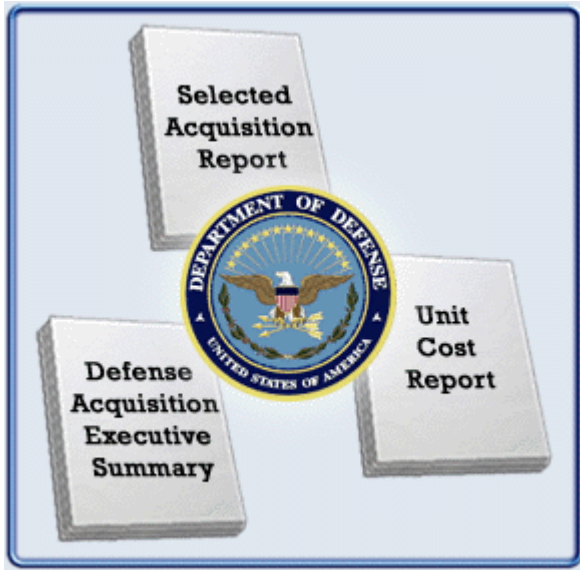 Selected
Acquisition
Report
DEPARTMENT OF DEFENSE
UNITED STATES OF AMERICA
Unit
Cost
Report
Defense
Acquisition
Executive
Summary